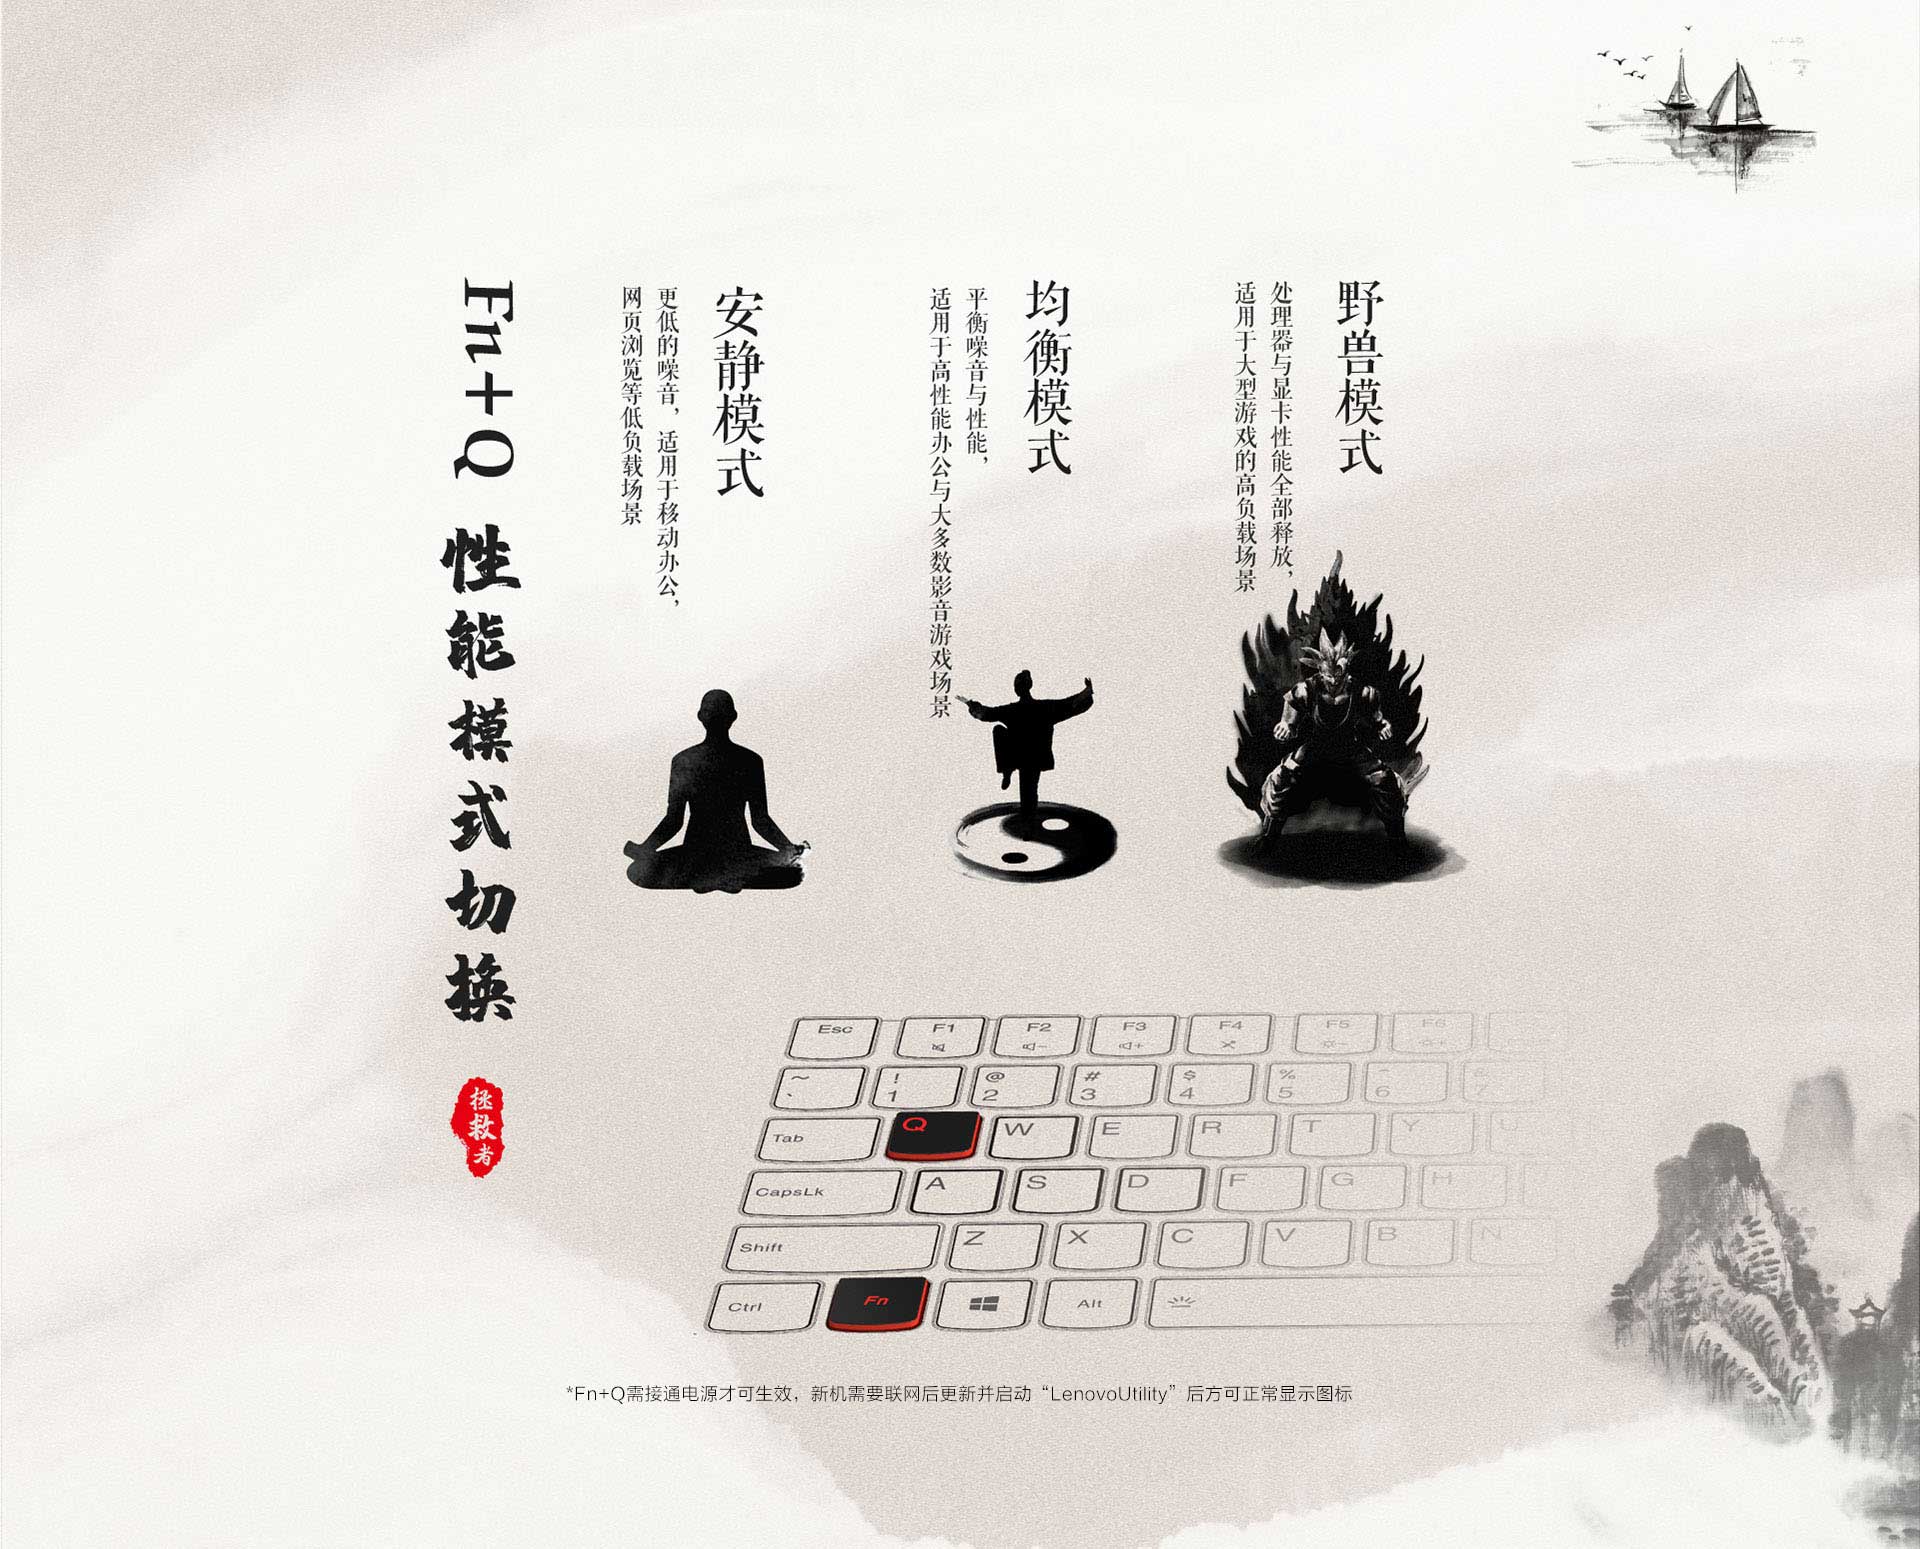 Fn+Q 性能模式切换
拯救者
安静模式
更低的噪音，适用于移动办公，
网页浏览等低负载场景
均衡模式
平衡噪音与性能，
适用于高性能办公与大多数影音游戏场景
野兽模式
处理器与显卡性能全部释放，
适用于大型游戏的高负载场景
Esc F1 F2 F3 F4 F5 F6
~ ! @ # $ % ^ &
` 1 2 3 4 5 6 7
Tab Q W E R T Y U
CapsLk A S D F G H
Shift Z X C V B N
Ctrl Fn Alt
*Fn+Q需接通电源才可生效，新机需要联网后更新并启动“LenovoUtility”后方可正常显示图标